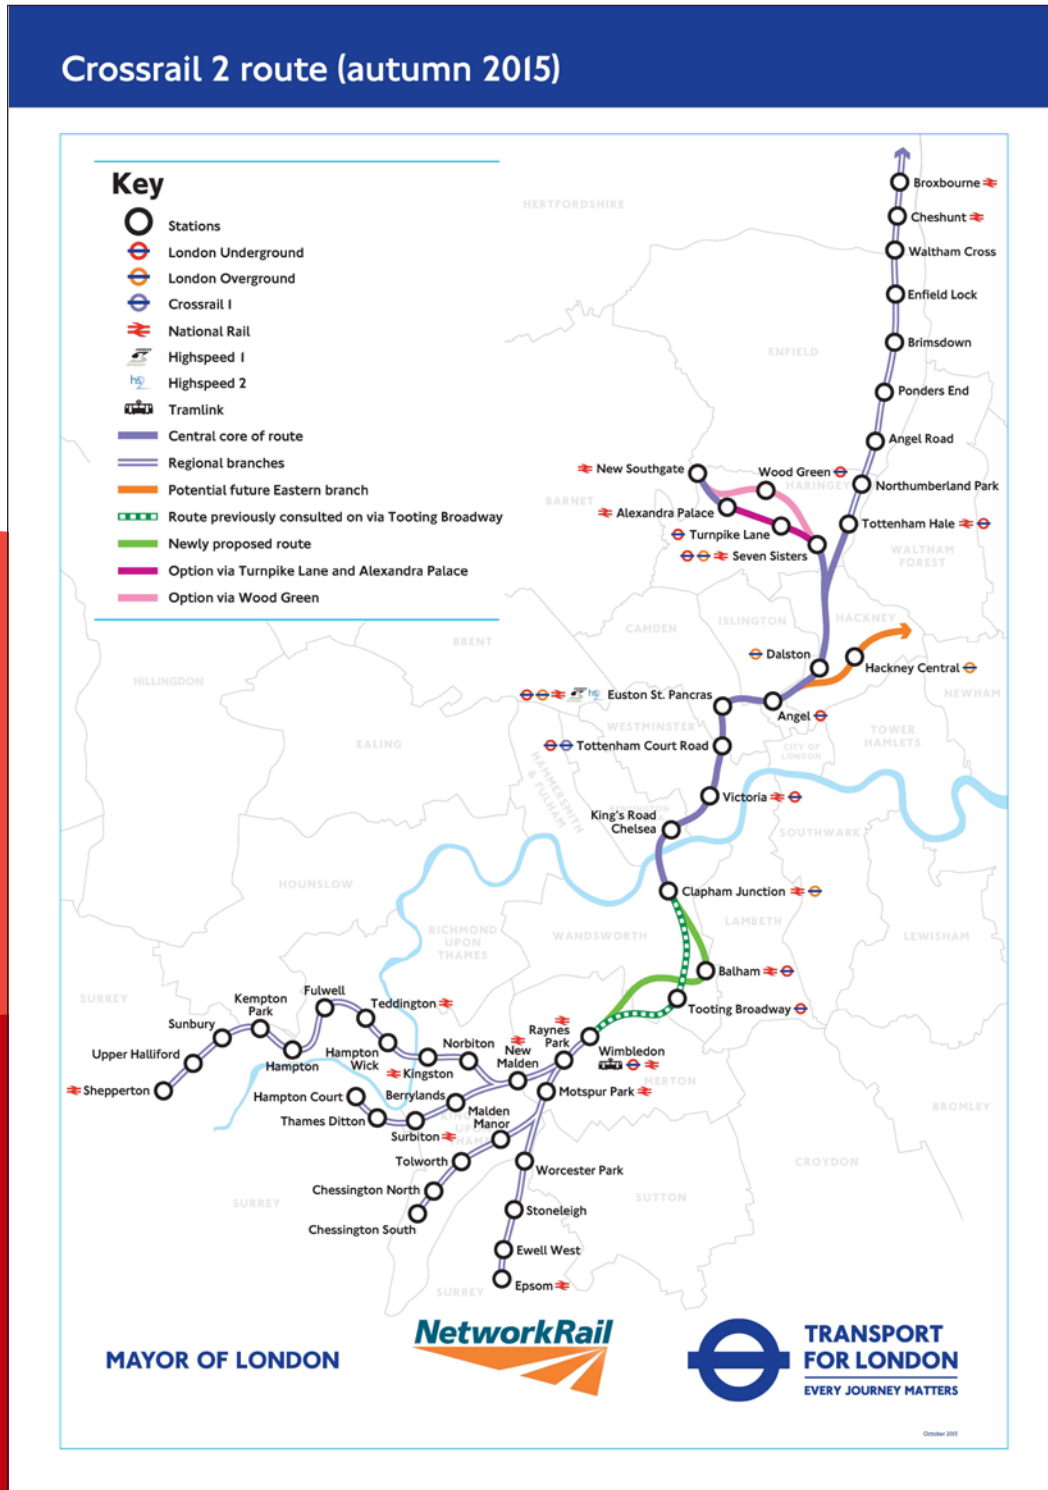 Crossrail 2 route (autumn 2015)
Key
Stations
London Underground
London Overground
Crossrail 1
National Rail
Highspeed 1
hs2
Highspeed 2
Tramlink
Central core of route
Regional branches
Potential future Eastern branch
Route previously consulted on via Tooting Broadway
Newly proposed route
Option via Turnpike Lane and Alexandra Palace
Option via Wood Green
HERTFORDSHIRE
Broxbourne
Cheshunt
Waltham Cross
Enfield Lock
Brimsdown
ENFIELD
Ponders End
Angel Road
New Southgate
Wood Green
HARINGEY
Northumberland Park
BARNET
Alexandra Palace
Turnpike Lane
Tottenham Hale
Seven Sisters
WALTHAM
FOREST
ISLINGTON
HACKNEY
CAMDEN
BRENT
Dalston
Hackney Central
HILLINGDON
NEWHAM
hs2
Euston St. Pancras
Angel
WESTMINSTER
TOWER
HAMLETS
EALING
Tottenham Court Road
CITY OF
LONDON
HAMMERSMITH
& FULHAM
Victoria
King's Road
Chelsea
SOUTHWARK
HOUNSLOW
Clapham Junction
LAMBETH
RICHMOND
UPON
THAMES
WANDSWORTH
LEWISHAM
Balham
Tooting Broadway
SURREY
Kempton
Park
Fulwell
Teddington
Sunbury
Upper Halliford
Hampton
Hampton
Wick
Kingston
Norbiton
New
Malden
Raynes
Park
Wimbledon
MERTON
Shepperton
Hampton Court
Berrylands
Motspur Park
Thames Ditton
Malden
Manor
Surbiton
BROMLEY
Tolworth
Worcester Park
CROYDON
Chessington North
SURREY
SUTTON
Chessington South
Stoneleigh
Ewell West
Epsom
SURREY
MAYOR OF LONDON
NetworkRail
TRANSPORT
FOR LONDON
EVERY JOURNEY MATTERS
October 2015